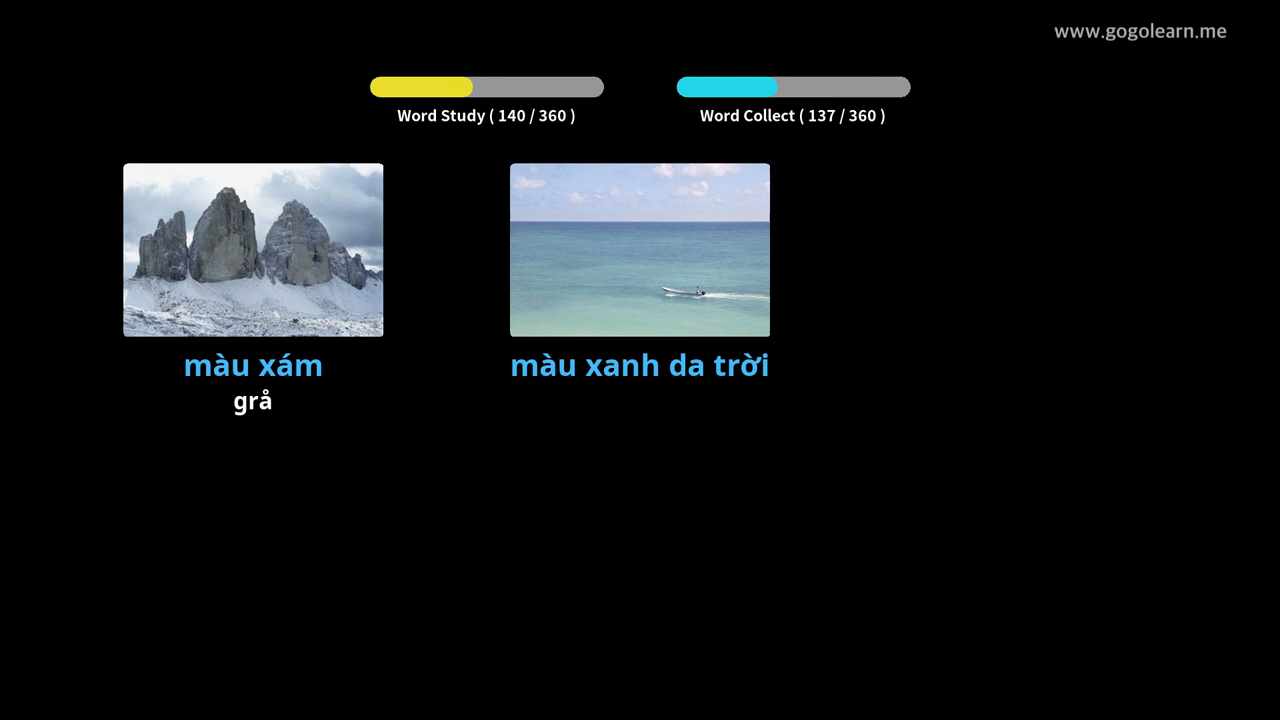 www.gogolearn.me
Word Study ( 140 / 360 )
Word Collect ( 137 / 360 )
màu xám
grå
màu xanh da trời